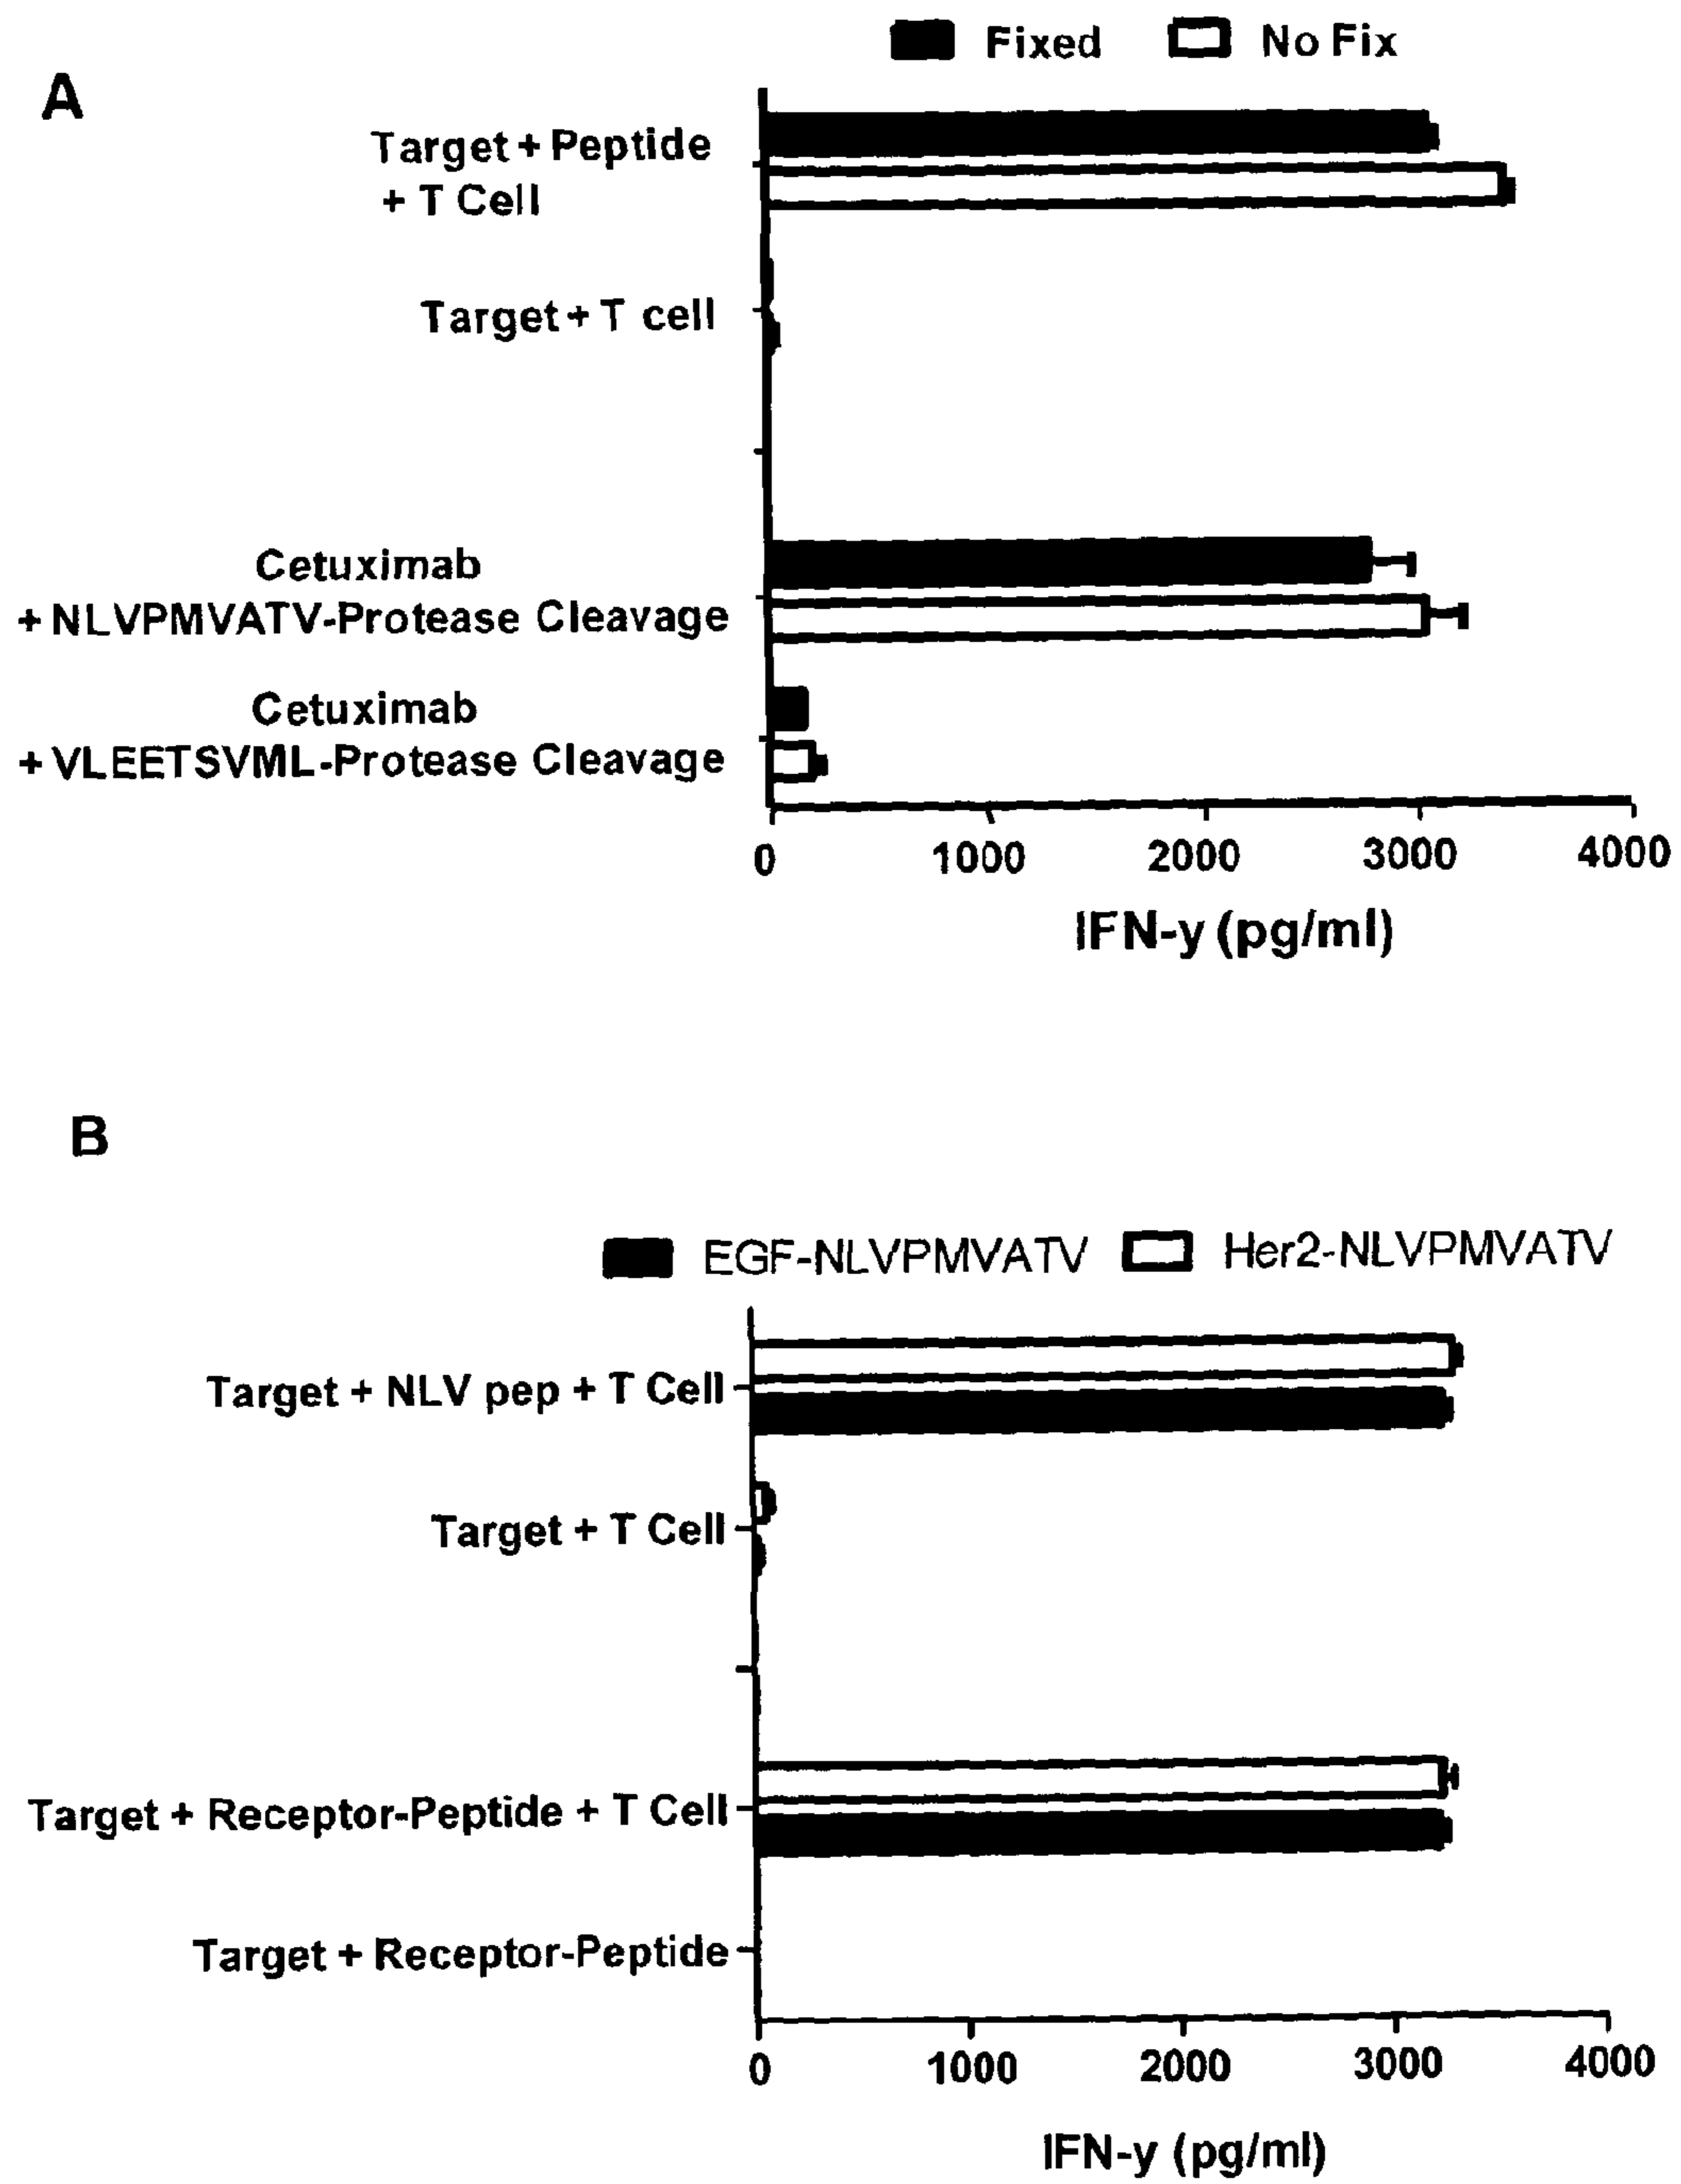 Fixed No Fix
A
Target + Peptide
+ T Cell
Target + T cell
Cetuximab
+ NLVPMVATV-Protease Cleavage
Cetuximab
+ VLEETSVML-Protease Cleavage
0 1000 2000 3000 4000
IFN-y (pg/ml)
B
EGF-NLVPMVATV Her2-NLVPMVATV
Target + NLV pep + T Cell
Target + T Cell
Target + Receptor-Peptide + T Cell
Target + Receptor-Peptide
0 1000 2000 3000 4000
IFN-y (pg/ml)